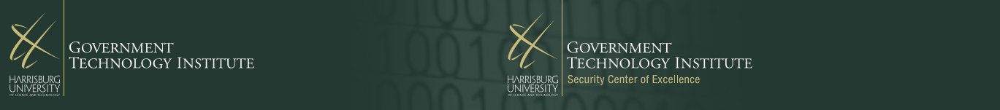 GOVERNMENT
TECHNOLOGY INSTITUTE
HARRISBURG
UNIVERSITY
OF SCIENCE AND TECHNOLOGY
GOVERNMENT
TECHNOLOGY INSTITUTE
Security Center of Excellence
HARRISBURG
UNIVERSITY
OF SCIENCE AND TECHNOLOGY